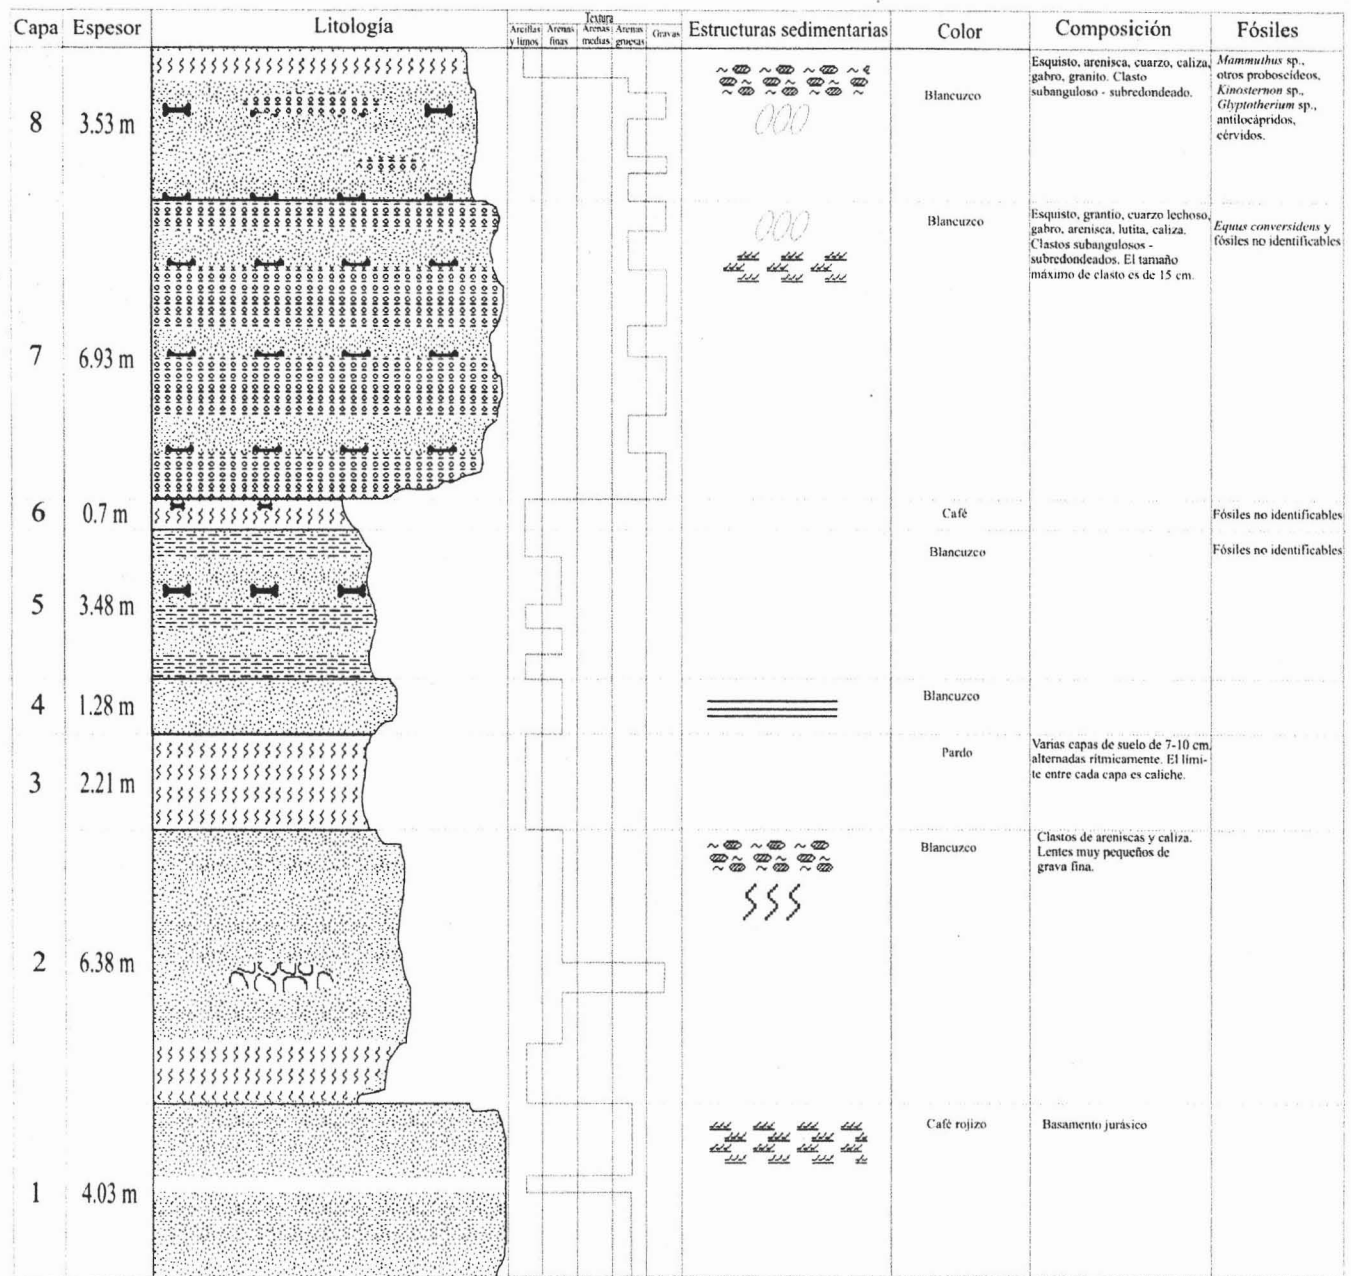 Capa Espesor Litología Textura Estructuras sedimentarias Color Composición Fósiles
Arcillas y limos
Arenas finas
Arenas medias
Arenas gruesas
Gravas
8 3.53 m
Blancuzco
Esquisto, arenisca, cuarzo, caliza,
gabro, granito. Clasto
subanguloso - subredondeado.
Mammuthus sp.,
otros proboscídeos,
Kinosternon sp.,
Glyptotherium sp.,
antilocápridos,
cérvidos.
7 6.93 m
Blancuzco
Esquisto, grantio, cuarzo lechoso,
gabro, arenisca, lutita, caliza.
Clastos subangulosos -
subredondeados. El tamaño
máximo de clasto es de 15 cm.
Equus conversidens y
fósiles no identificables
6 0.7 m
Café
Fósiles no identificables
5 3.48 m
Blancuzco
Fósiles no identificables
4 1.28 m
Blancuzco
3 2.21 m
Pardo
Varias capas de suelo de 7-10 cm.
alternadas rítmicamente. El lími-
te entre cada capa es caliche.
2 6.38 m
Blancuzco
Clastos de areniscas y caliza.
Lentes muy pequeños de
grava fina.
1 4.03 m
Café rojizo
Basamento jurásico